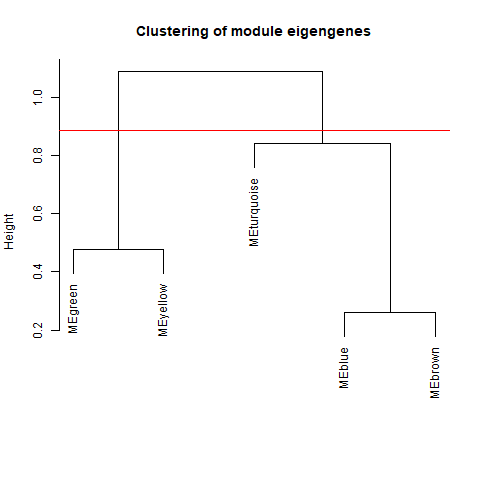 Clustering of module eigengenes
Height
1.0
0.8
0.6
0.4
0.2
MEgreen
MEyellow
MEturquoise
MEblue
MEbrown